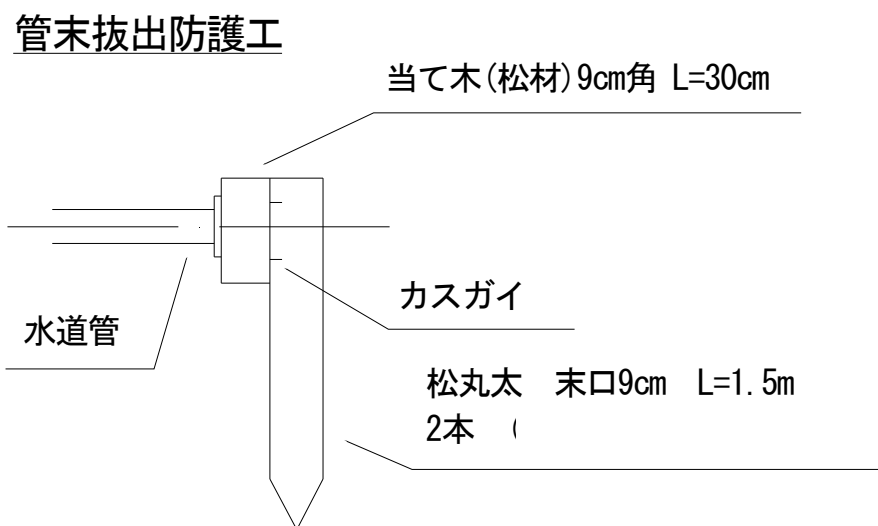 管末抜出防護工
当て木(松材)9cm角 L=30cm
カスガイ
水道管
松丸太 末口9cm L=1.5m
2本 (